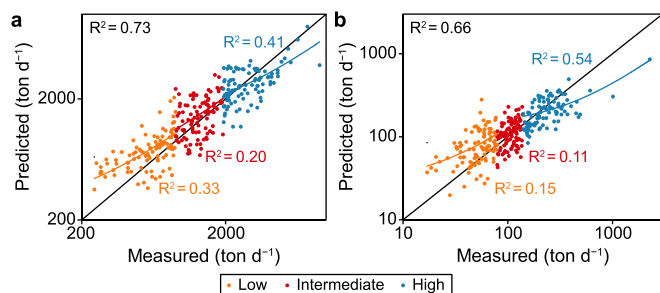 a
R² = 0.73
R² = 0.41
R² = 0.20
R² = 0.33
2000
200
200
2000
Predicted (ton d⁻¹)
Measured (ton d⁻¹)
b
R² = 0.66
R² = 0.54
R² = 0.11
R² = 0.15
1000
100
10
10
100
1000
Predicted (ton d⁻¹)
Measured (ton d⁻¹)
Low
Intermediate
High